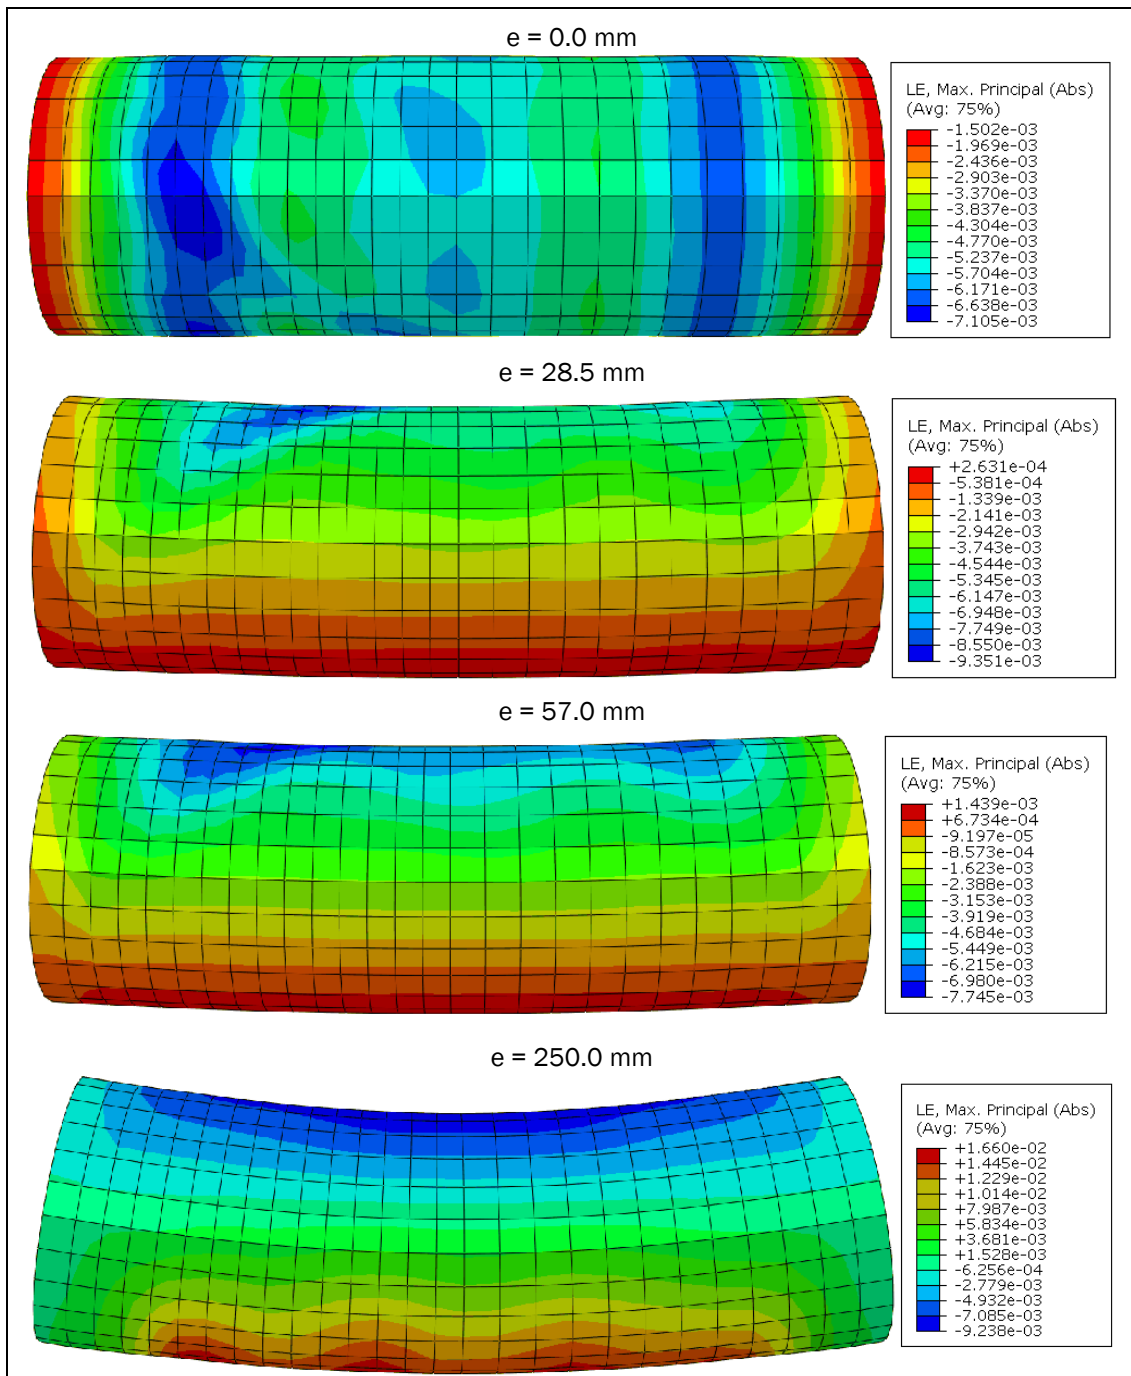 e = 0.0 mm
LE, Max. Principal (Abs)
(Avg: 75%)
-1.502e-03
-1.969e-03
-2.436e-03
-2.903e-03
-3.370e-03
-3.837e-03
-4.304e-03
-4.770e-03
-5.237e-03
-5.704e-03
-6.171e-03
-6.638e-03
-7.105e-03
e = 28.5 mm
LE, Max. Principal (Abs)
(Avg: 75%)
+2.631e-04
-5.381e-04
-1.339e-03
-2.141e-03
-2.942e-03
-3.743e-03
-4.544e-03
-5.345e-03
-6.147e-03
-6.948e-03
-7.749e-03
-8.550e-03
-9.351e-03
e = 57.0 mm
LE, Max. Principal (Abs)
(Avg: 75%)
+1.439e-03
+6.734e-04
-9.197e-05
-8.573e-04
-1.623e-03
-2.388e-03
-3.153e-03
-3.919e-03
-4.684e-03
-5.449e-03
-6.215e-03
-6.980e-03
-7.745e-03
e = 250.0 mm
LE, Max. Principal (Abs)
(Avg: 75%)
+1.660e-02
+1.445e-02
+1.229e-02
+1.014e-02
+7.987e-03
+5.834e-03
+3.681e-03
+1.528e-03
-6.256e-04
-2.779e-03
-4.932e-03
-7.085e-03
-9.238e-03